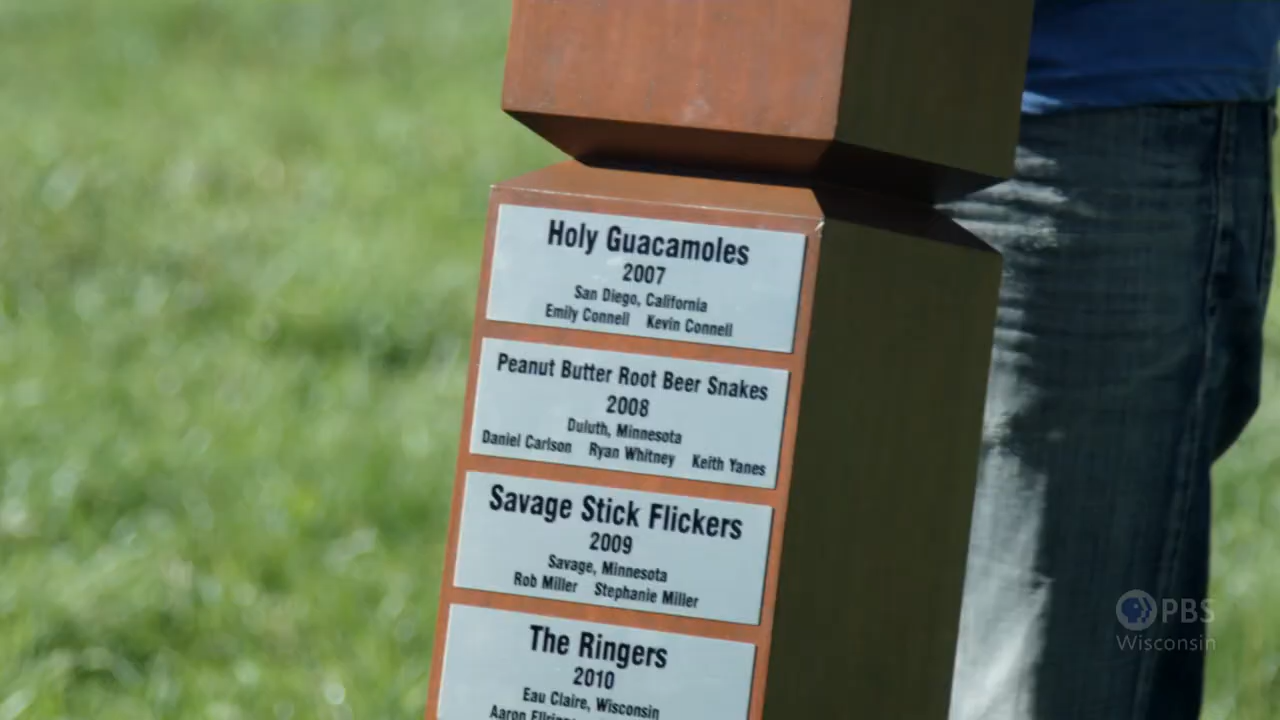 Holy Guacamoles
2007
San Diego, California
Emily Connell Kevin Connell
Peanut Butter Root Beer Snakes
2008
Duluth, Minnesota
Daniel Carlson Ryan Whitney Keith Yanes
Savage Stick Flickers
2009
Savage, Minnesota
Rob Miller Stephanie Miller
The Ringers
2010
Eau Claire, Wisconsin
Aaron
PBS
Wisconsin